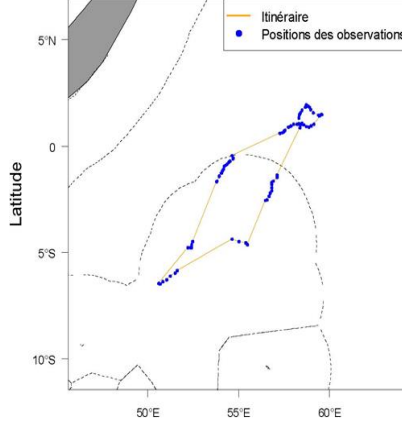 Itinéraire
Positions des observations
5°N
0
5°S
10°S
Latitude
50°E
55°E
60°E